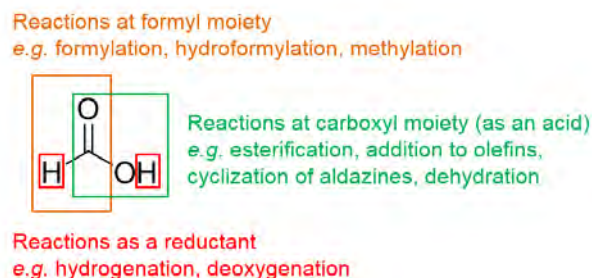 Reactions at formyl moiety
e.g. formylation, hydroformylation, methylation
O
H
OH
Reactions at carboxyl moiety (as an acid)
e.g. esterification, addition to olefins,
cyclization of aldazines, dehydration
Reactions as a reductant
e.g. hydrogenation, deoxygenation